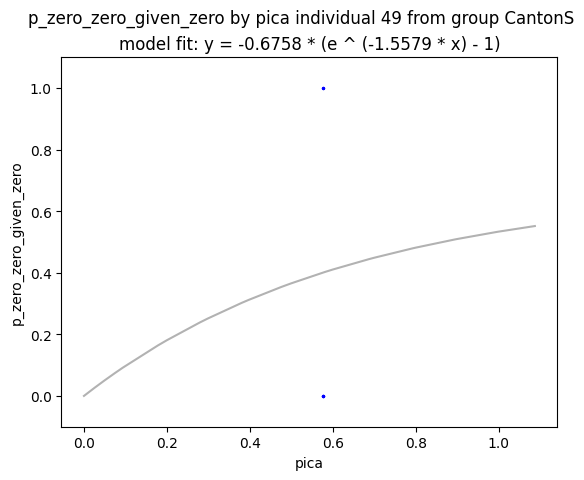 p_zero_zero_given_zero by pica individual 49 from group CantonS
model fit: y = -0.6758 * (e ^ (-1.5579 * x) - 1)
1.0
0.8
0.6
0.4
0.2
0.0
p_zero_zero_given_zero
0.0 0.2 0.4 0.6 0.8 1.0
pica